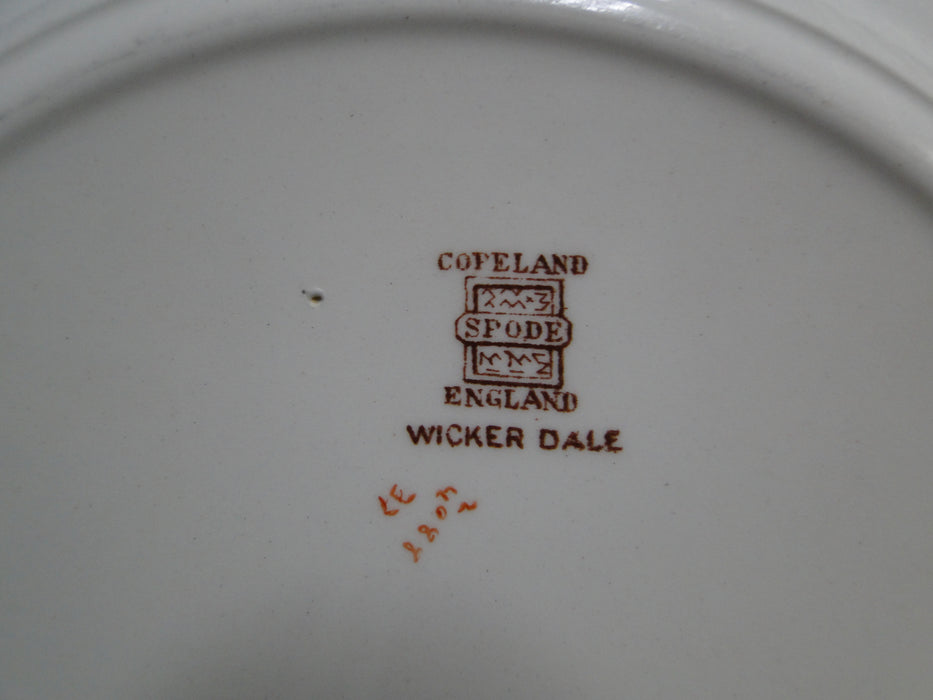 COPELAND
SPODE
ENGLAND
WICKER DALE